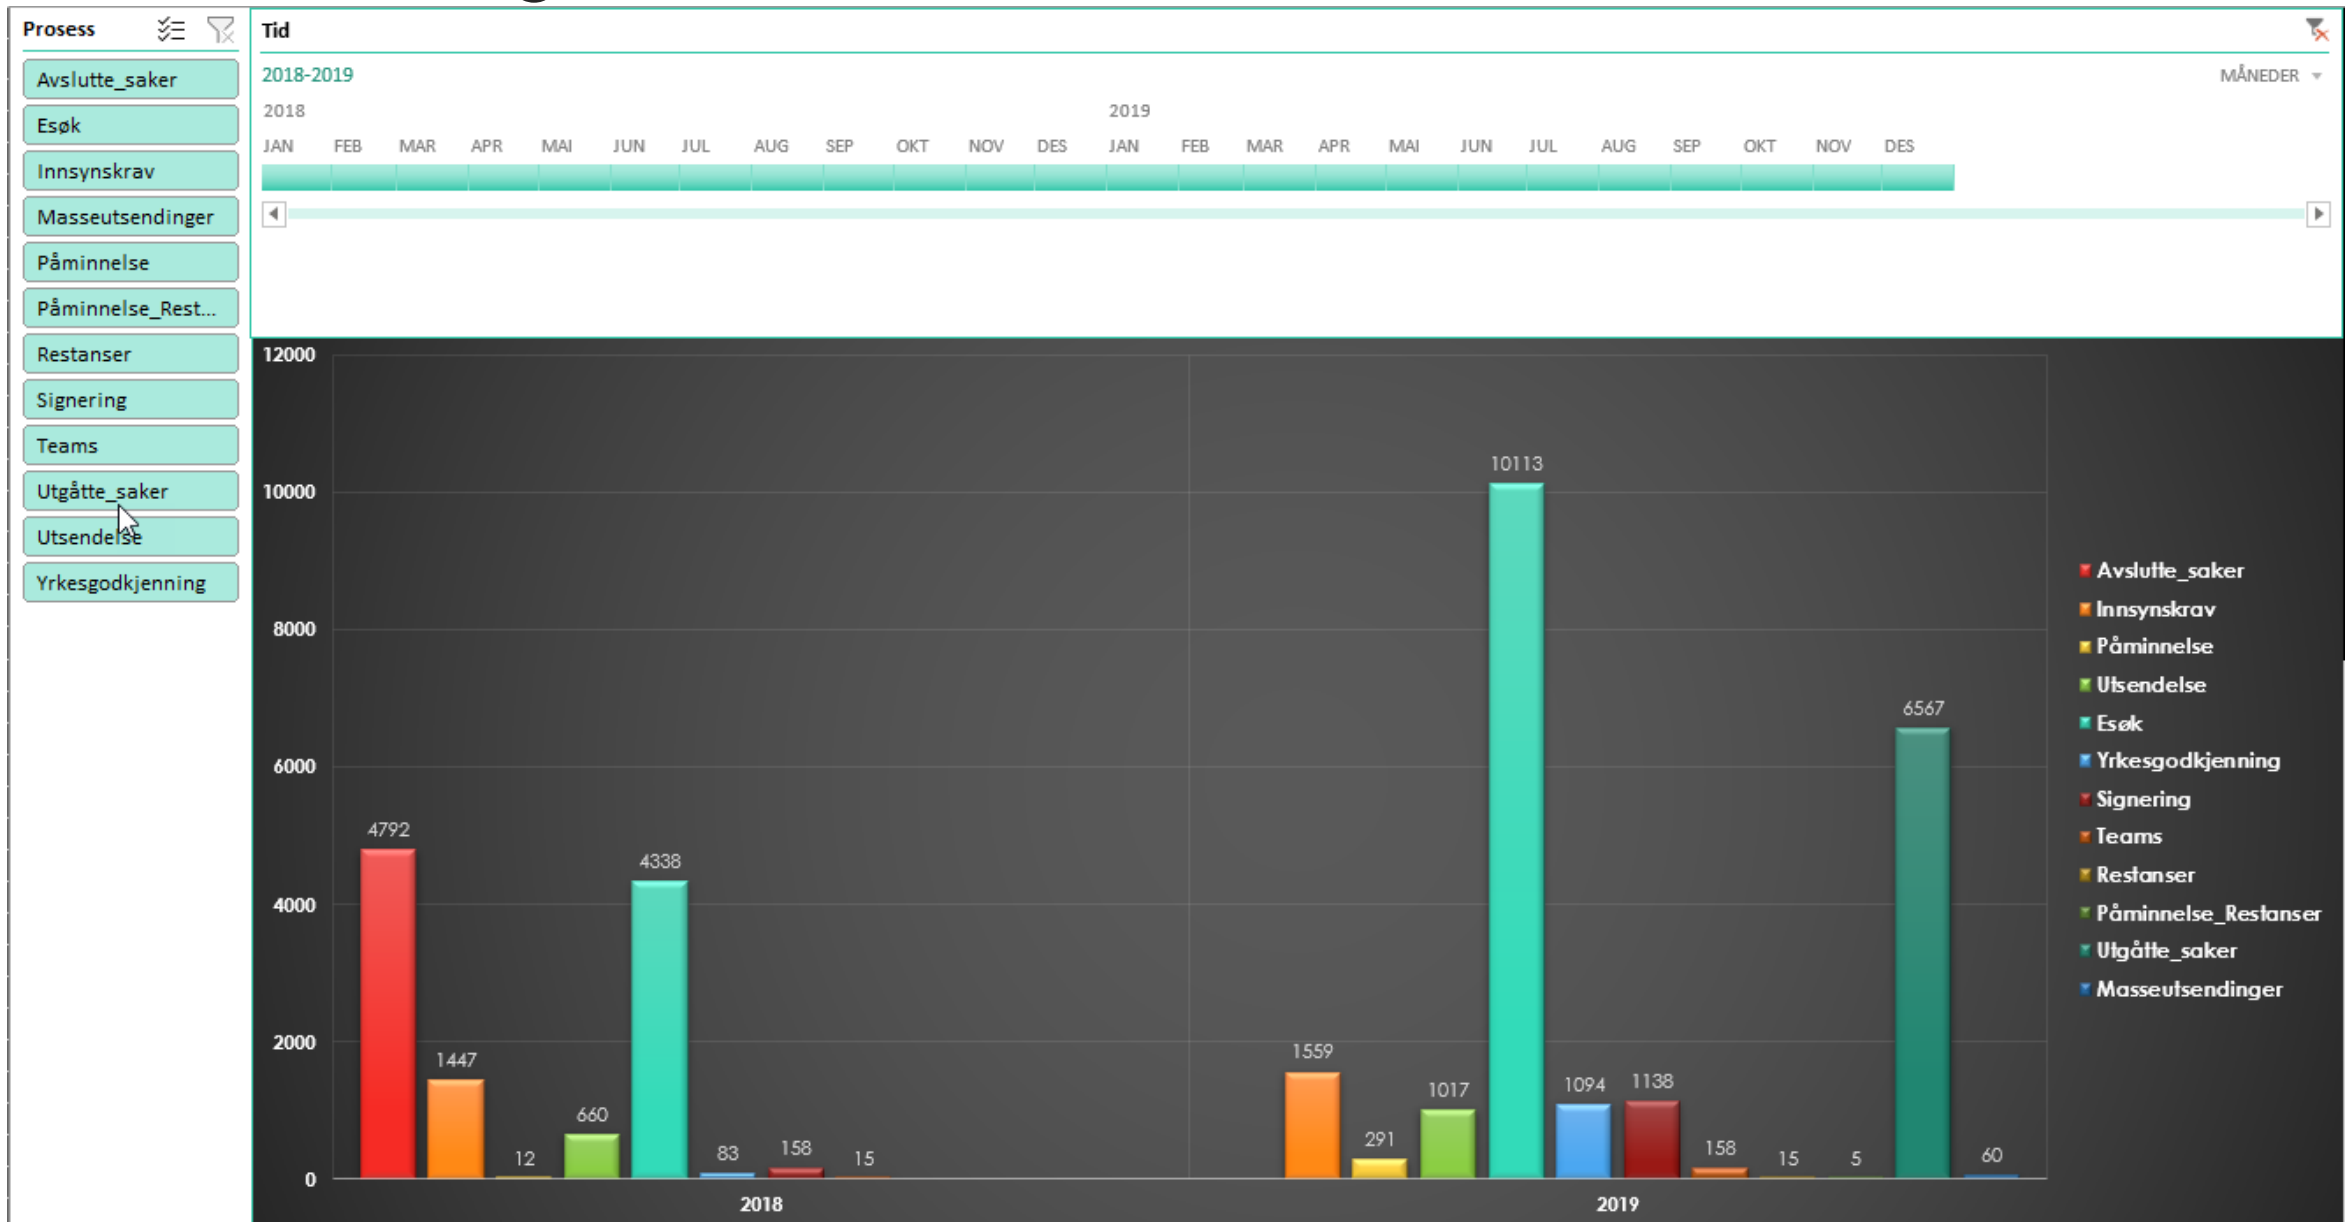 Prosess
Avslutte_saker
Esøk
Innsynskrav
Masseutsendinger
Påminnelse
Påminnelse_Rest...
Restanser
Signering
Teams
Utgåtte_saker
Utsendelse
Yrkesgodkjenning
Tid
2018-2019
MÅNEDER
2018 2019
JAN FEB MAR APR MAI JUN JUL AUG SEP OKT NOV DES JAN FEB MAR APR MAI JUN JUL AUG SEP OKT NOV DES
12000
10000
8000
6000
4000
2000
0
4792
1447
12
660
4338
83
158
15
1559
291
1017
10113
1094
1138
158
15
5
6567
60
2018 2019
Avslutte_saker
Innsynskrav
Påminnelse
Utsendelse
Esøk
Yrkesgodkjenning
Signering
Teams
Restanser
Påminnelse_Restanser
Utgåtte_saker
Masseutsendinger